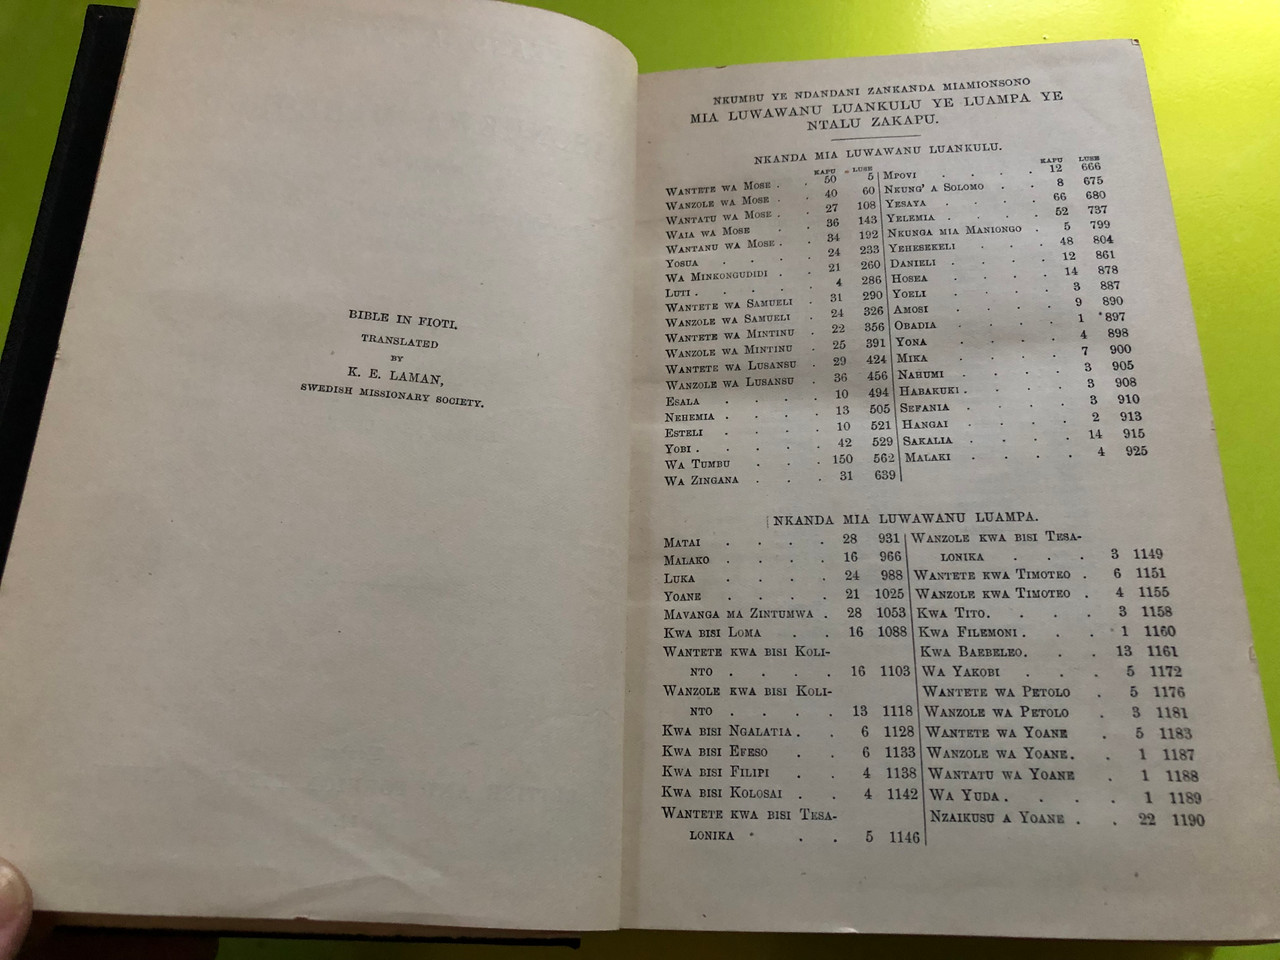 BIBLE IN FIOTI.
TRANSLATED
BY
K. E. LAMAN,
SWEDISH MISSIONARY SOCIETY.
NKUMBU YE NDANDANI ZANKANDA MIAMIONSONO
MIA LUWAWANU LUANKULU YE LUAMPA YE
NTALU ZAKAPU.
NKANDA MIA LUWAWANU LUANKULU.
KAPU LUSE
WANTETE WA MOSE . . 50 5
WANZOLE WA MOSE . . 40 60
WANTATU WA MOSE . . 27 108
WAIA WA MOSE . . 36 143
WANTANU WA MOSE . . 34 192
YOSUA . . . . 24 233
WA MINKONGUDIDI . . 21 260
LUTI . . . . . 4 286
WANTETE WA SAMUELI . 31 290
WANZOLE WA SAMUELI . 24 326
WANTETE WA MINTINU . 22 356
WANZOLE WA MINTINU . 25 391
WANTETE WA LUSANSU . 29 424
WANZOLE WA LUSANSU . 36 456
ESALA . . . . 10 494
NEHEMIA . . . . 13 505
ESTELI . . . . 10 521
YOBI . . . . . 42 529
WA TUMBU . . . 150 562
WA ZINGANA . . . 31 639
KAPU LUSE
MPOVI . . . . 12 666
NKUNG' A SOLOMO . . 8 675
YESAYA . . . . 66 680
YELEMIA . . . . 52 737
NKUNGA MIA MANIONGO . 5 799
YEHESEKELI . . . 48 804
DANIELI . . . . 12 861
HOSEA . . . . 14 878
YOELI . . . . 3 887
AMOSI . . . . 9 890
OBADIA . . . . 1 897
YONA . . . . 4 898
MIKA . . . . 7 900
NAHUMI . . . . 3 905
HABAKUKI . . . . 3 908
SEFANIA . . . . 3 910
HANGAI . . . . 2 913
SAKALIA . . . . 14 915
MALAKI . . . . 4 925
NKANDA MIA LUWAWANU LUAMPA.
MATAI . . . . 28 931
MALAKO . . . . 16 966
LUKA . . . . 24 988
YOANE . . . . 21 1025
MAVANGA MA ZINTUMWA . 28 1053
KWA BISI LOMA . . 16 1088
WANTETE KWA BISI KOLI-
NTO . . . . 16 1103
WANZOLE KWA BISI KOLI-
NTO . . . . 13 1118
KWA BISI NGALATIA . . 6 1128
KWA BISI EFESO . . 6 1133
KWA BISI FILIPI . . 4 1138
KWA BISI KOLOSAI . . 4 1142
WANTETE KWA BISI TESA-
LONIKA . . . 5 1146
WANZOLE KWA BISI TESA-
LONIKA . . . 3 1149
WANTETE KWA TIMOTEO . 6 1151
WANZOLE KWA TIMOTEO . 4 1155
KWA TITO . . . . 3 1158
KWA FILEMONI . . . 1 1160
KWA BAEBELEO . . . 13 1161
WA YAKOBI . . . 5 1172
WANTETE WA PETOLO . 5 1176
WANZOLE WA PETOLO . 3 1181
WANTETE WA YOANE . 5 1183
WANZOLE WA YOANE . . 1 1187
WANTATU WA YOANE . 1 1188
WA YUDA . . . . 1 1189
NZAIKUSU A YOANE . . 22 1190